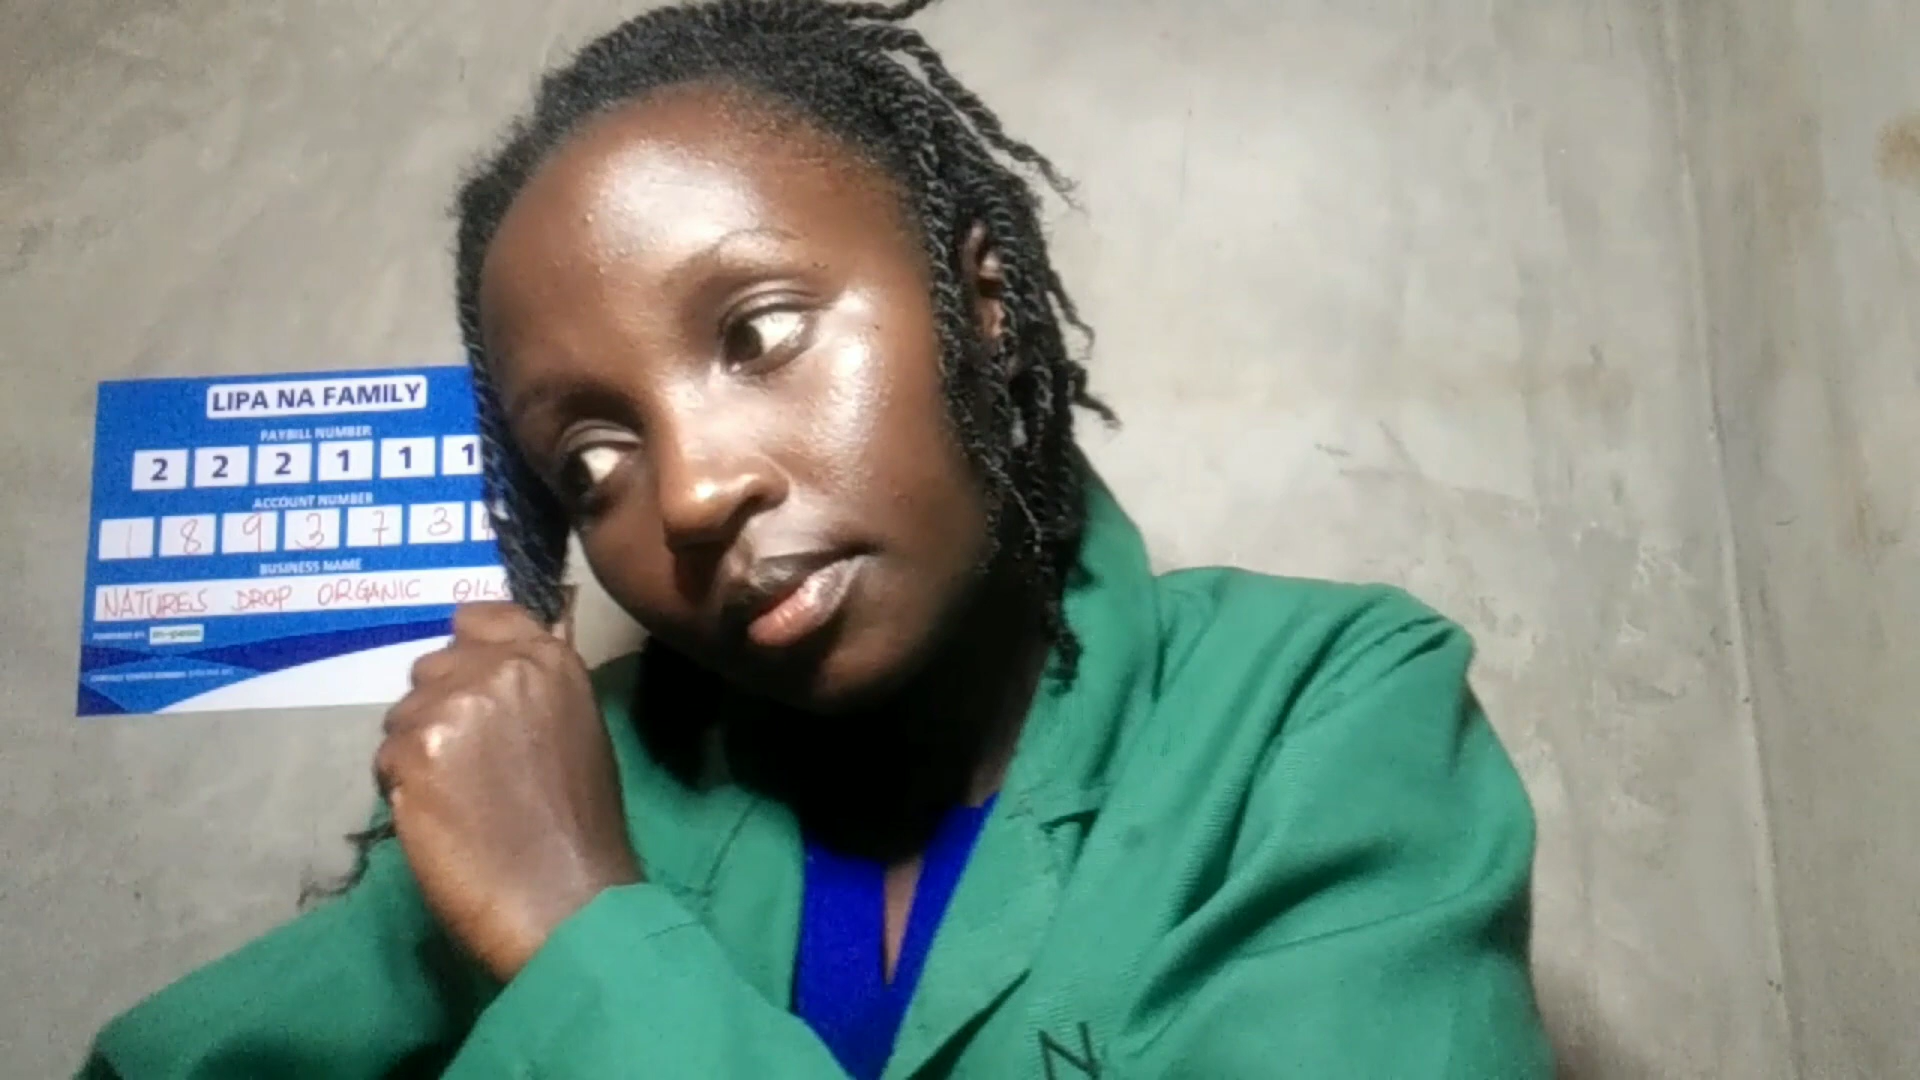 LIPA NA FAMILY
PAYBILL NUMBER
2 2 2 1 1 1
ACCOUNT NUMBER
1 8 9 3 7 3
BUSINESS NAME
NATURES DROP ORGANIC OILS
POWERED BY
N